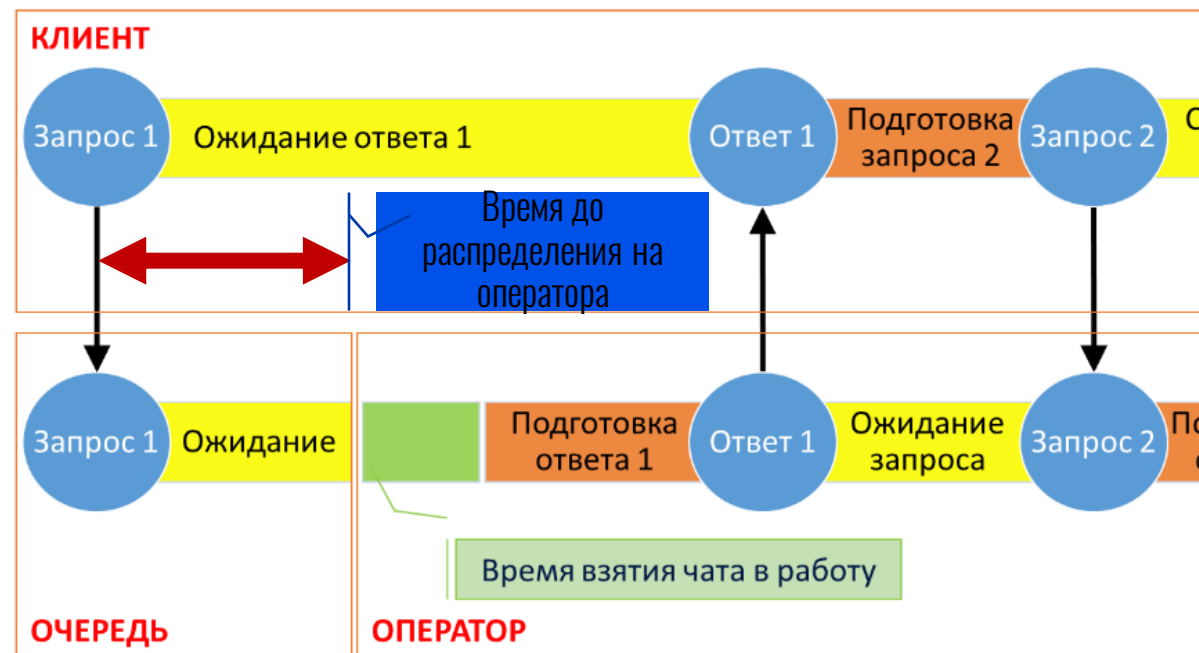 КЛИЕНТ
Запрос 1
Ожидание ответа 1
Ответ 1
Подготовка
запроса 2
Запрос 2
Время до
распределения на
оператора
Запрос 1
Ожидание
Подготовка
ответа 1
Ответ 1
Ожидание
запроса
Запрос 2
Время взятия чата в работу
ОЧЕРЕДЬ
ОПЕРАТОР